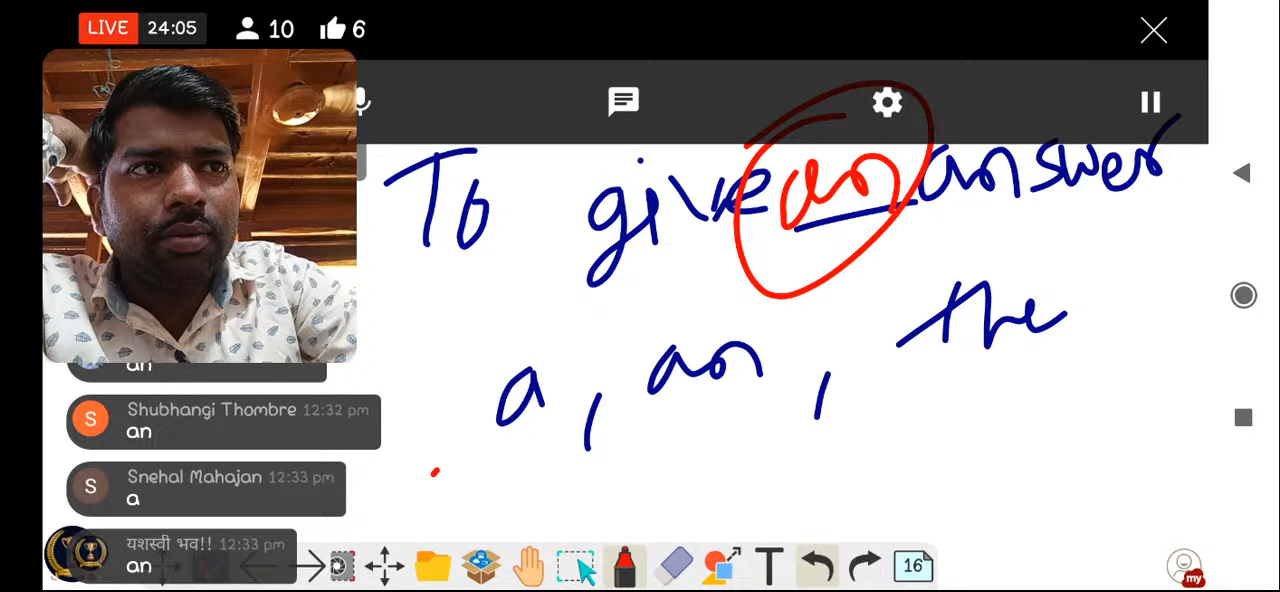 LIVE 24:05 10 6
To give an answer
a, an, the
an
Shubhangi Thombre 12:32 pm
an
Snehal Mahajan 12:33 pm
a
यशस्वी भव!! 12:33 pm
an
T 16
my